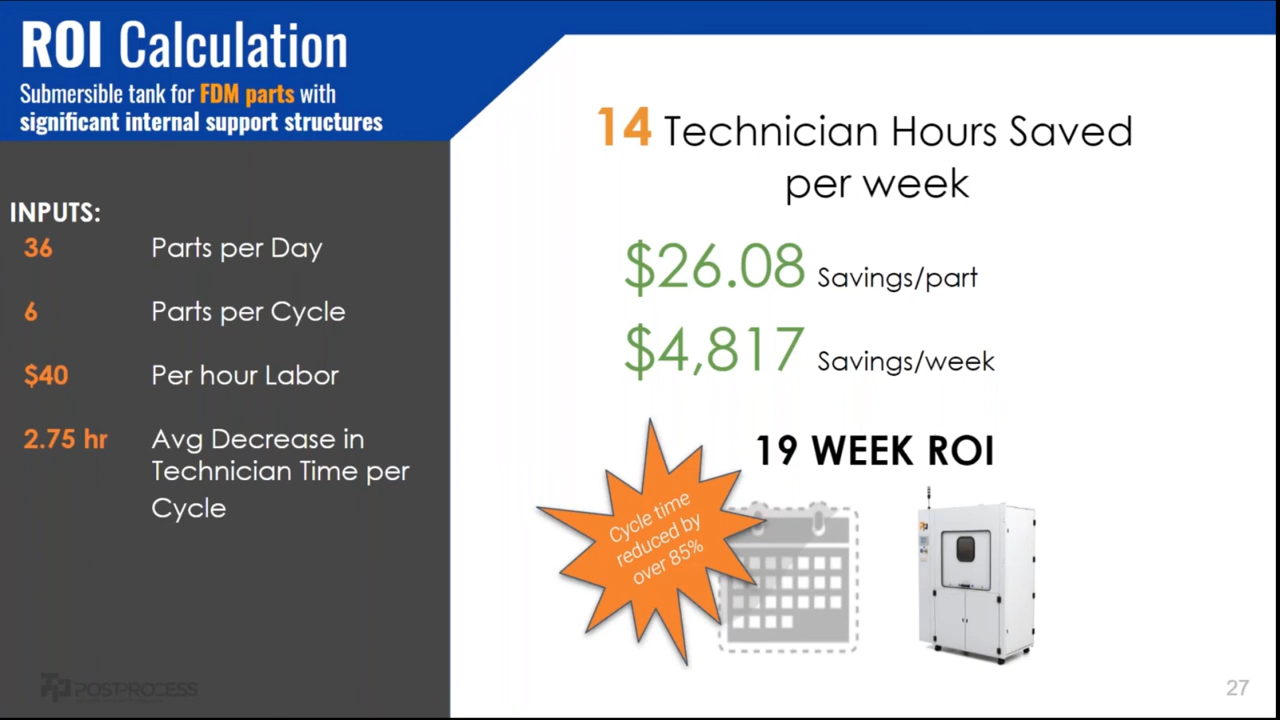 ROI Calculation
Submersible tank for FDM parts with
significant internal support structures
INPUTS:
36 Parts per Day
6 Parts per Cycle
$40 Per hour Labor
2.75 hr Avg Decrease in
Technician Time per
Cycle
14 Technician Hours Saved
per week
$26.08 Savings/part
$4,817 Savings/week
19 WEEK ROI
Cycle time
reduced by
over 85%
POSTPROCESS
27